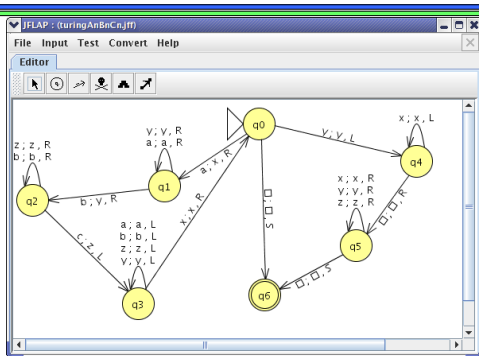 JFLAP : (turingAnBnCn.jff)
File Input Test Convert Help
Editor
q0
y ; y , L
x ; x , L
q4
y ; y , R
a ; a , R
a ; x , R
z ; z , R
b ; b , R
q1
b ; y , R
q2
x ; x , R
□ ; □ , S
x ; x , R
y ; y , R
z ; z , R
□ ; □ , R
q5
c ; z , L
a ; a , L
b ; b , L
z ; z , L
y ; y , L
q3
□ ; □ , S
q6